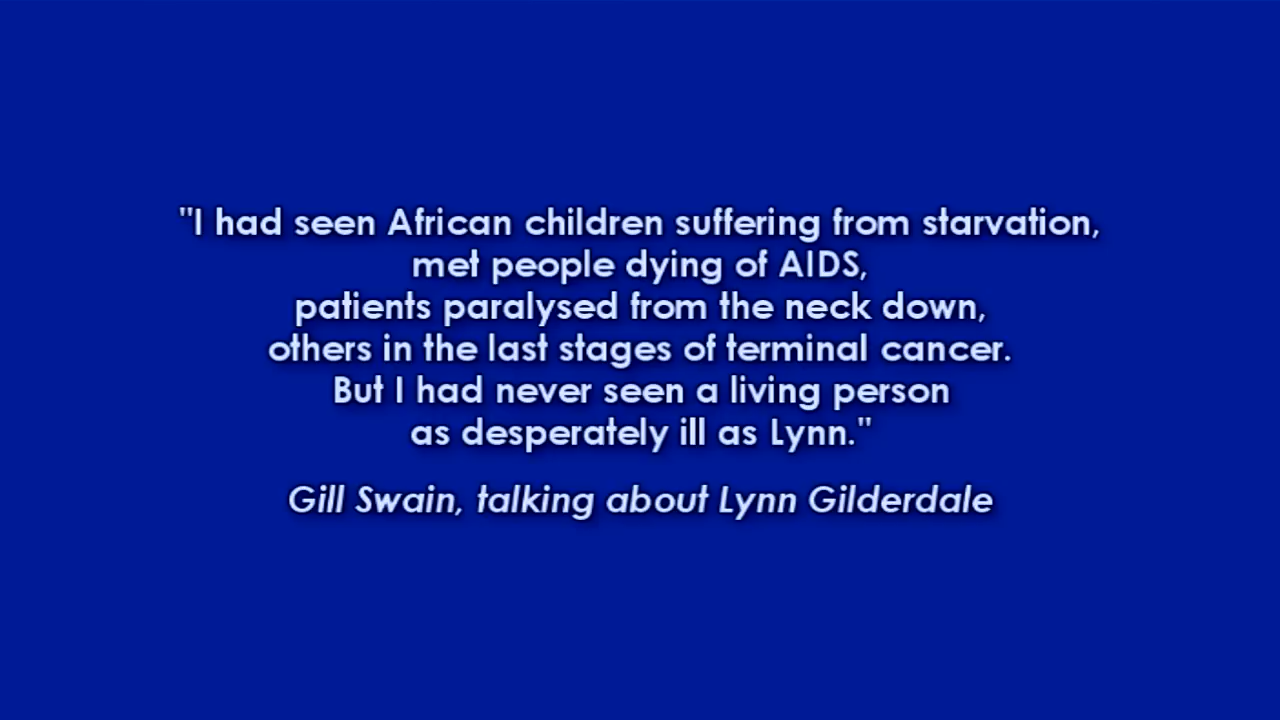 "I had seen African children suffering from starvation,
met people dying of AIDS,
patients paralysed from the neck down,
others in the last stages of terminal cancer.
But I had never seen a living person
as desperately ill as Lynn."
Gill Swain, talking about Lynn Gilderdale